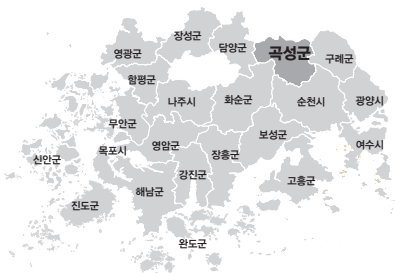 장성군
담양군
영광군
곡성군
구례군
함평군
나주시
화순군
순천시
광양시
무안군
보성군
여수시
목포시
영암군
장흥군
신안군
강진군
고흥군
해남군
진도군
완도군